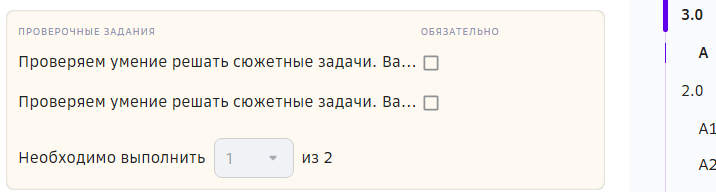 ПРОВЕРОЧНЫЕ ЗАДАНИЯ ОБЯЗАТЕЛЬНО
Проверяем умение решать сюжетные задачи. Ва...
Проверяем умение решать сюжетные задачи. Ва...
Необходимо выполнить 1 из 2
3.0
A
2.0
A1
A2